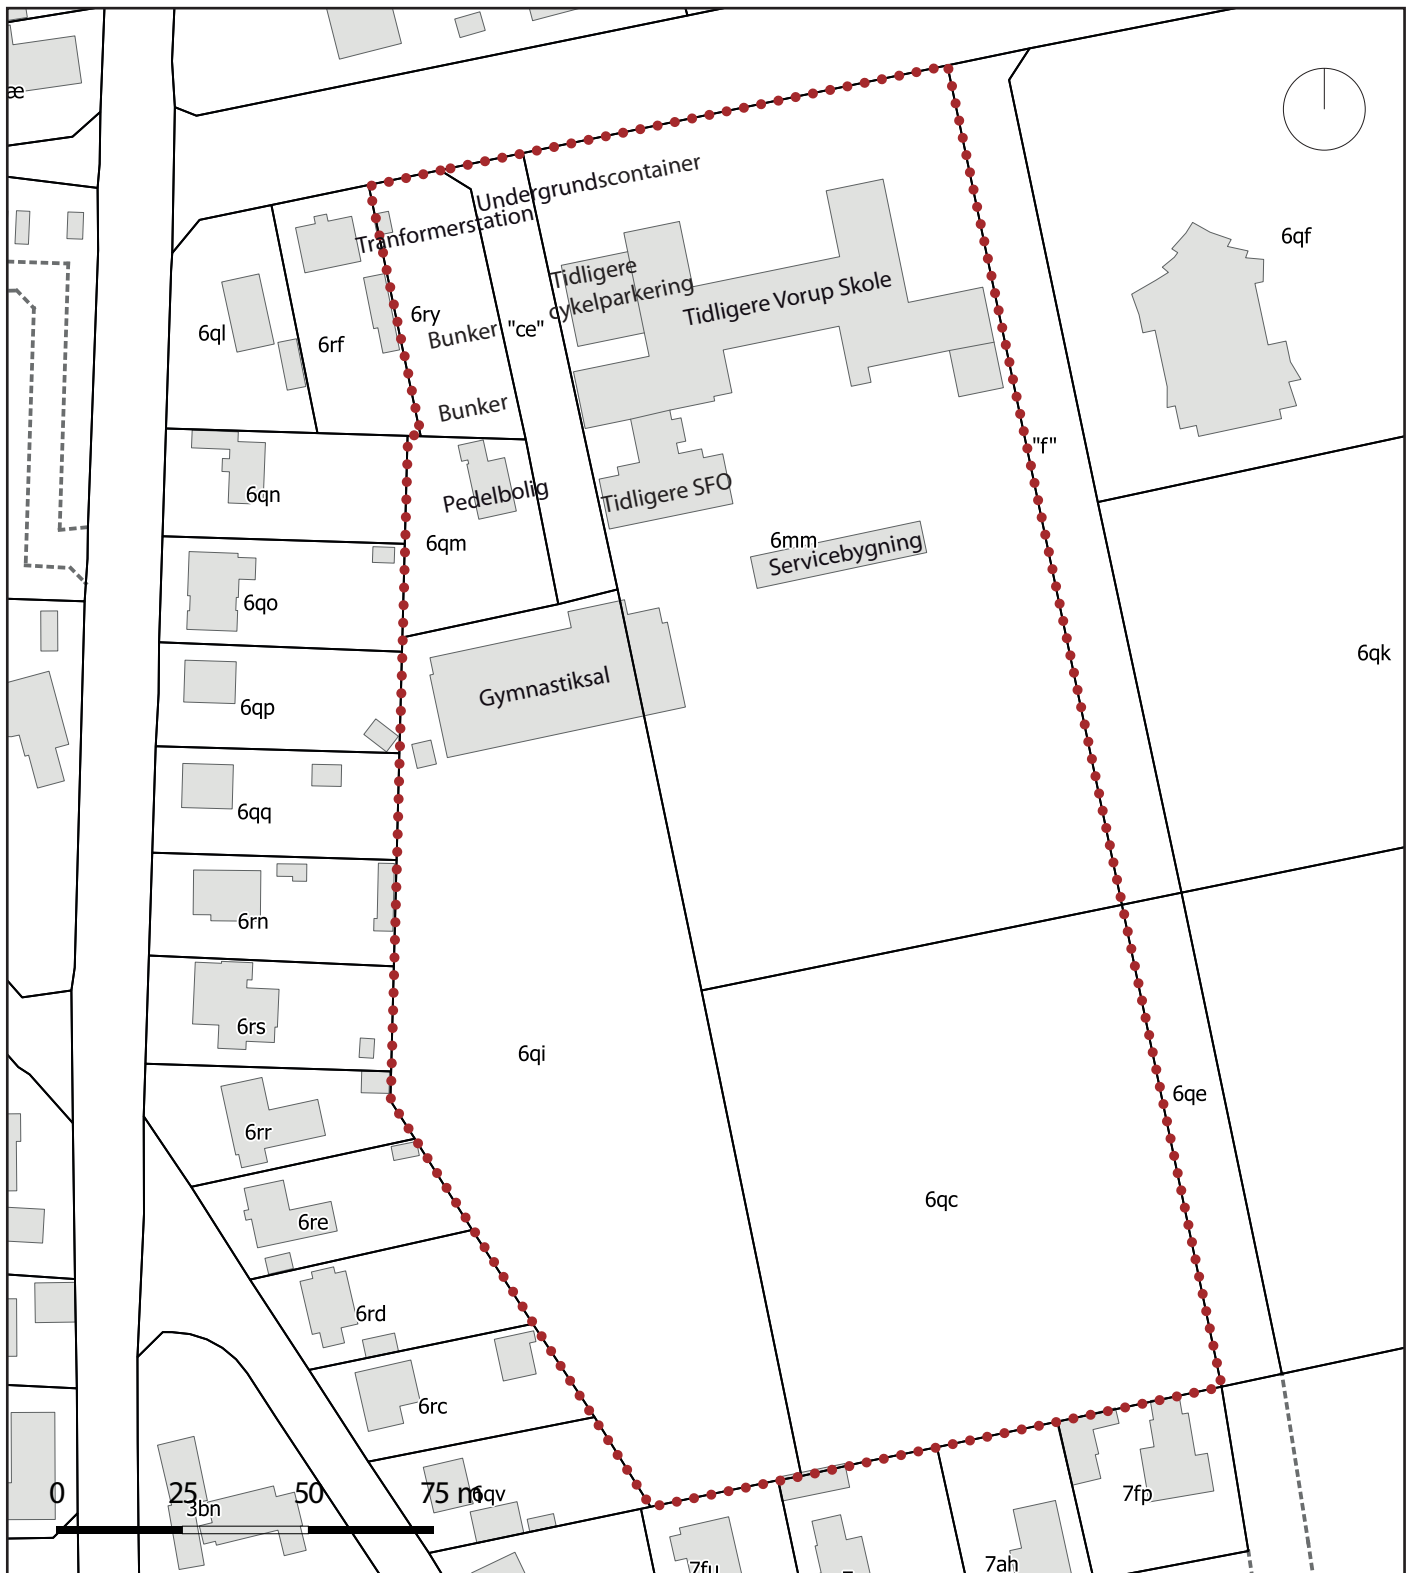 æ
Undergrundscontainer
Tranformerstation
6qf
Tidligere
cykelparkering
Tidligere Vorup Skole
6ql
6rf
6ry
Bunker
"ce"
Bunker
"f"
6qn
Pedelbolig
Tidligere SFO
6qm
6mm
Servicebygning
6qo
6qk
Gymnastiksal
6qp
6qq
6rn
6rs
6qi
6qe
6rr
6qc
6re
6rd
6rc
0 25 50 75 m
6qv
3bn
7fp
7ah
7fu